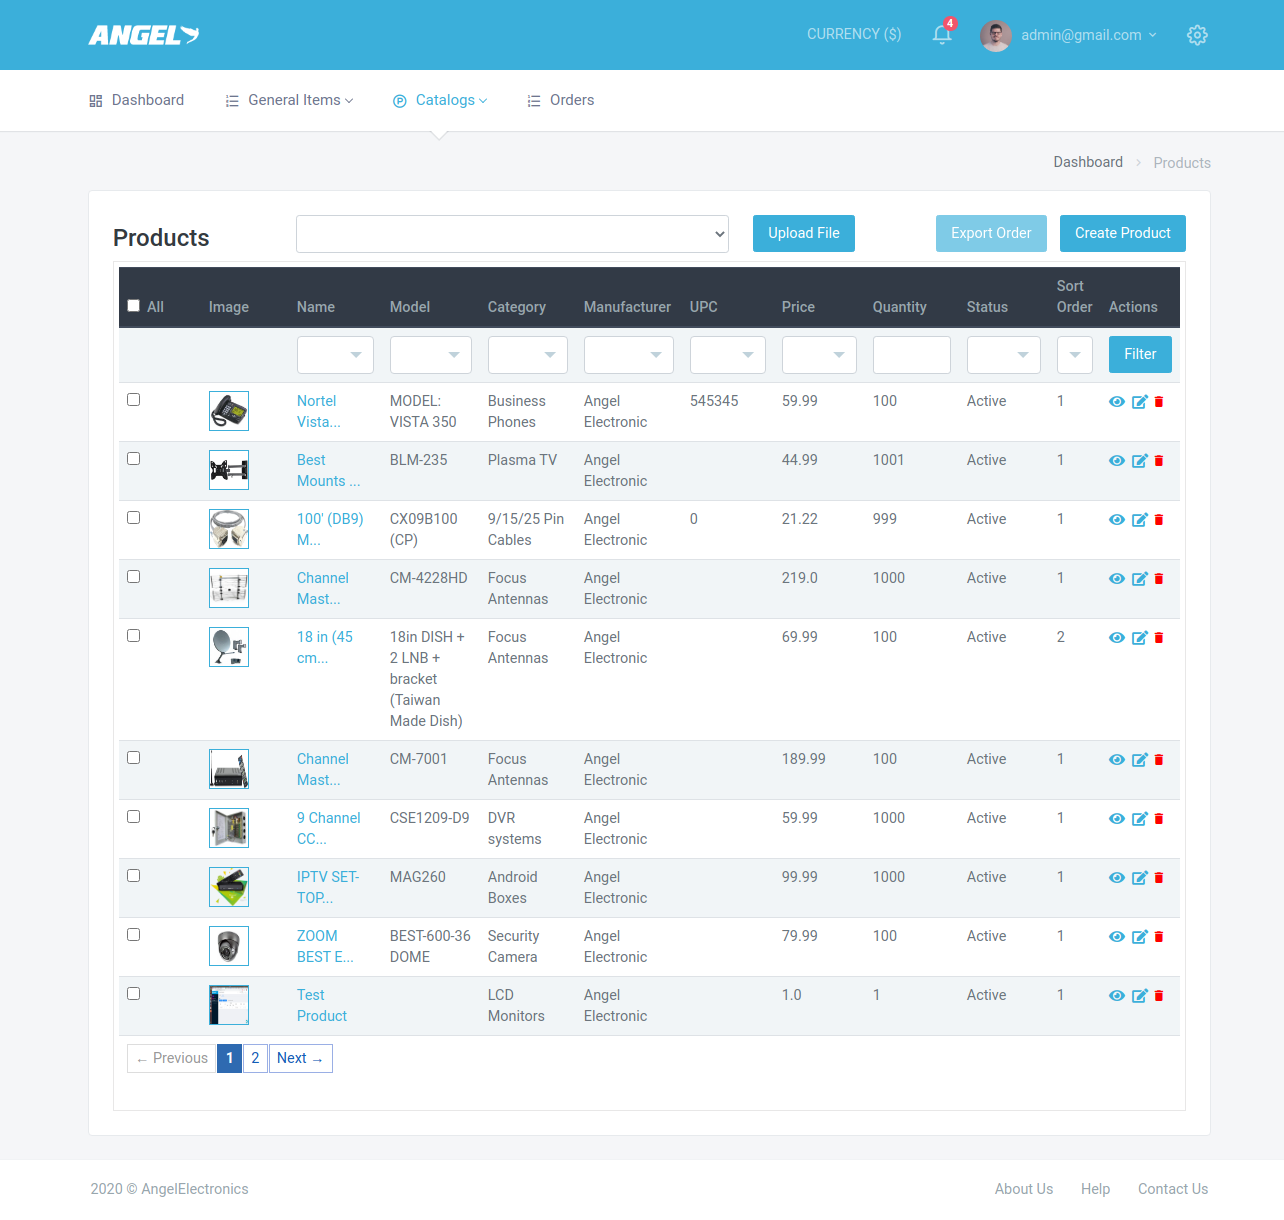 ANGEL
CURRENCY ($)
4
admin@gmail.com
Dashboard
General Items
Catalogs
Orders
Dashboard › Products
Products
Upload File
Export Order
Create Product
All Image Name Model Category Manufacturer UPC Price Quantity Status Sort Order Actions
Filter
Nortel Vista... MODEL: VISTA 350 Business Phones Angel Electronic 545345 59.99 100 Active 1
Best Mounts ... BLM-235 Plasma TV Angel Electronic 44.99 1001 Active 1
100' (DB9) M... CX09B100 (CP) 9/15/25 Pin Cables Angel Electronic 0 21.22 999 Active 1
Channel Mast... CM-4228HD Focus Antennas Angel Electronic 219.0 1000 Active 1
18 in (45 cm... 18in DISH + 2 LNB + bracket (Taiwan Made Dish) Focus Antennas Angel Electronic 69.99 100 Active 2
Channel Mast... CM-7001 Focus Antennas Angel Electronic 189.99 100 Active 1
9 Channel CC... CSE1209-D9 DVR systems Angel Electronic 59.99 1000 Active 1
IPTV SET-TOP... MAG260 Android Boxes Angel Electronic 99.99 1000 Active 1
ZOOM BEST E... BEST-600-36 DOME Security Camera Angel Electronic 79.99 100 Active 1
Test Product LCD Monitors Angel Electronic 1.0 1 Active 1
← Previous 1 2 Next →
2020 © AngelElectronics
About Us Help Contact Us